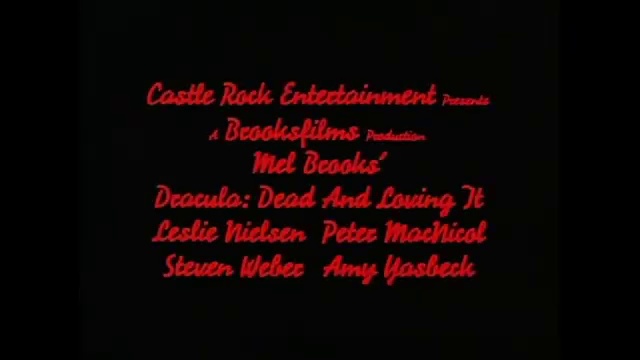 Castle Rock Entertainment Presents
A Brooksfilms Production
Mel Brooks'
Dracula: Dead And Loving It
Leslie Nielsen Peter MacNicol
Steven Weber Amy Yasbeck